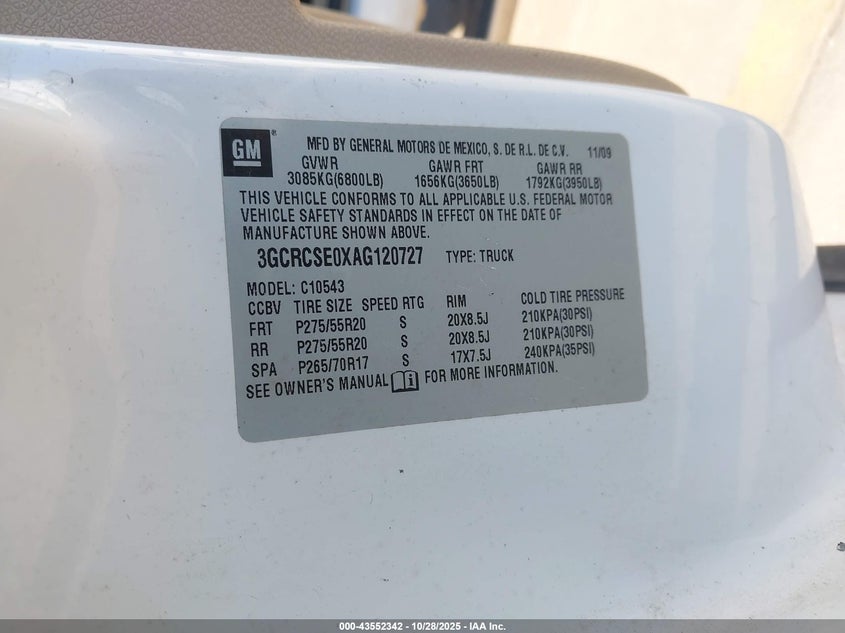 GM®
MFD BY GENERAL MOTORS DE MEXICO, S. DE R.L. DE C.V. 11/09
GVWR GAWR FRT GAWR RR
3085KG(6800LB) 1656KG(3650LB) 1792KG(3950LB)
THIS VEHICLE CONFORMS TO ALL APPLICABLE U.S. FEDERAL MOTOR
VEHICLE SAFETY STANDARDS IN EFFECT ON THE DATE OF
MANUFACTURE SHOWN ABOVE.
3GCRCSE0XAG120727 TYPE: TRUCK
MODEL: C10543
CCBV TIRE SIZE SPEED RTG RIM COLD TIRE PRESSURE
FRT P275/55R20 S 20X8.5J 210KPA(30PSI)
RR P275/55R20 S 20X8.5J 210KPA(30PSI)
SPA P265/70R17 S 17X7.5J 240KPA(35PSI)
SEE OWNER'S MANUAL i FOR MORE INFORMATION.
000-43552342 | 10/28/2025 - IAA Inc.